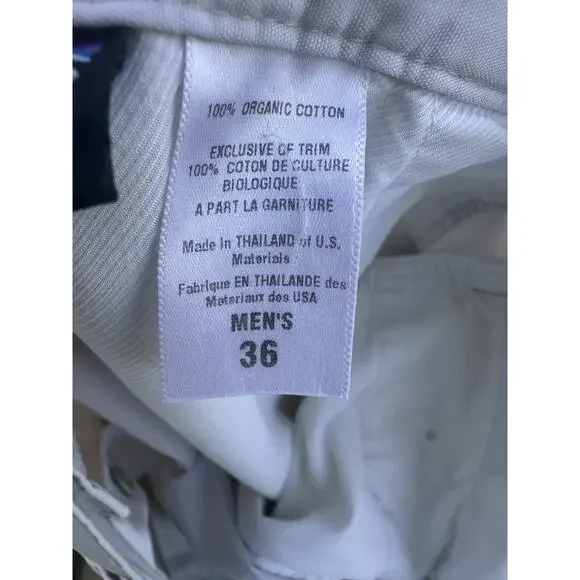 100% ORGANIC COTTON
EXCLUSIVE OF TRIM
100% COTON DE CULTURE
BIOLOGIQUE
A PART LA GARNITURE
Made In THAILAND of U.S.
Materials
Fabrique EN THAILANDE des
Materiaux des USA
MEN'S
36